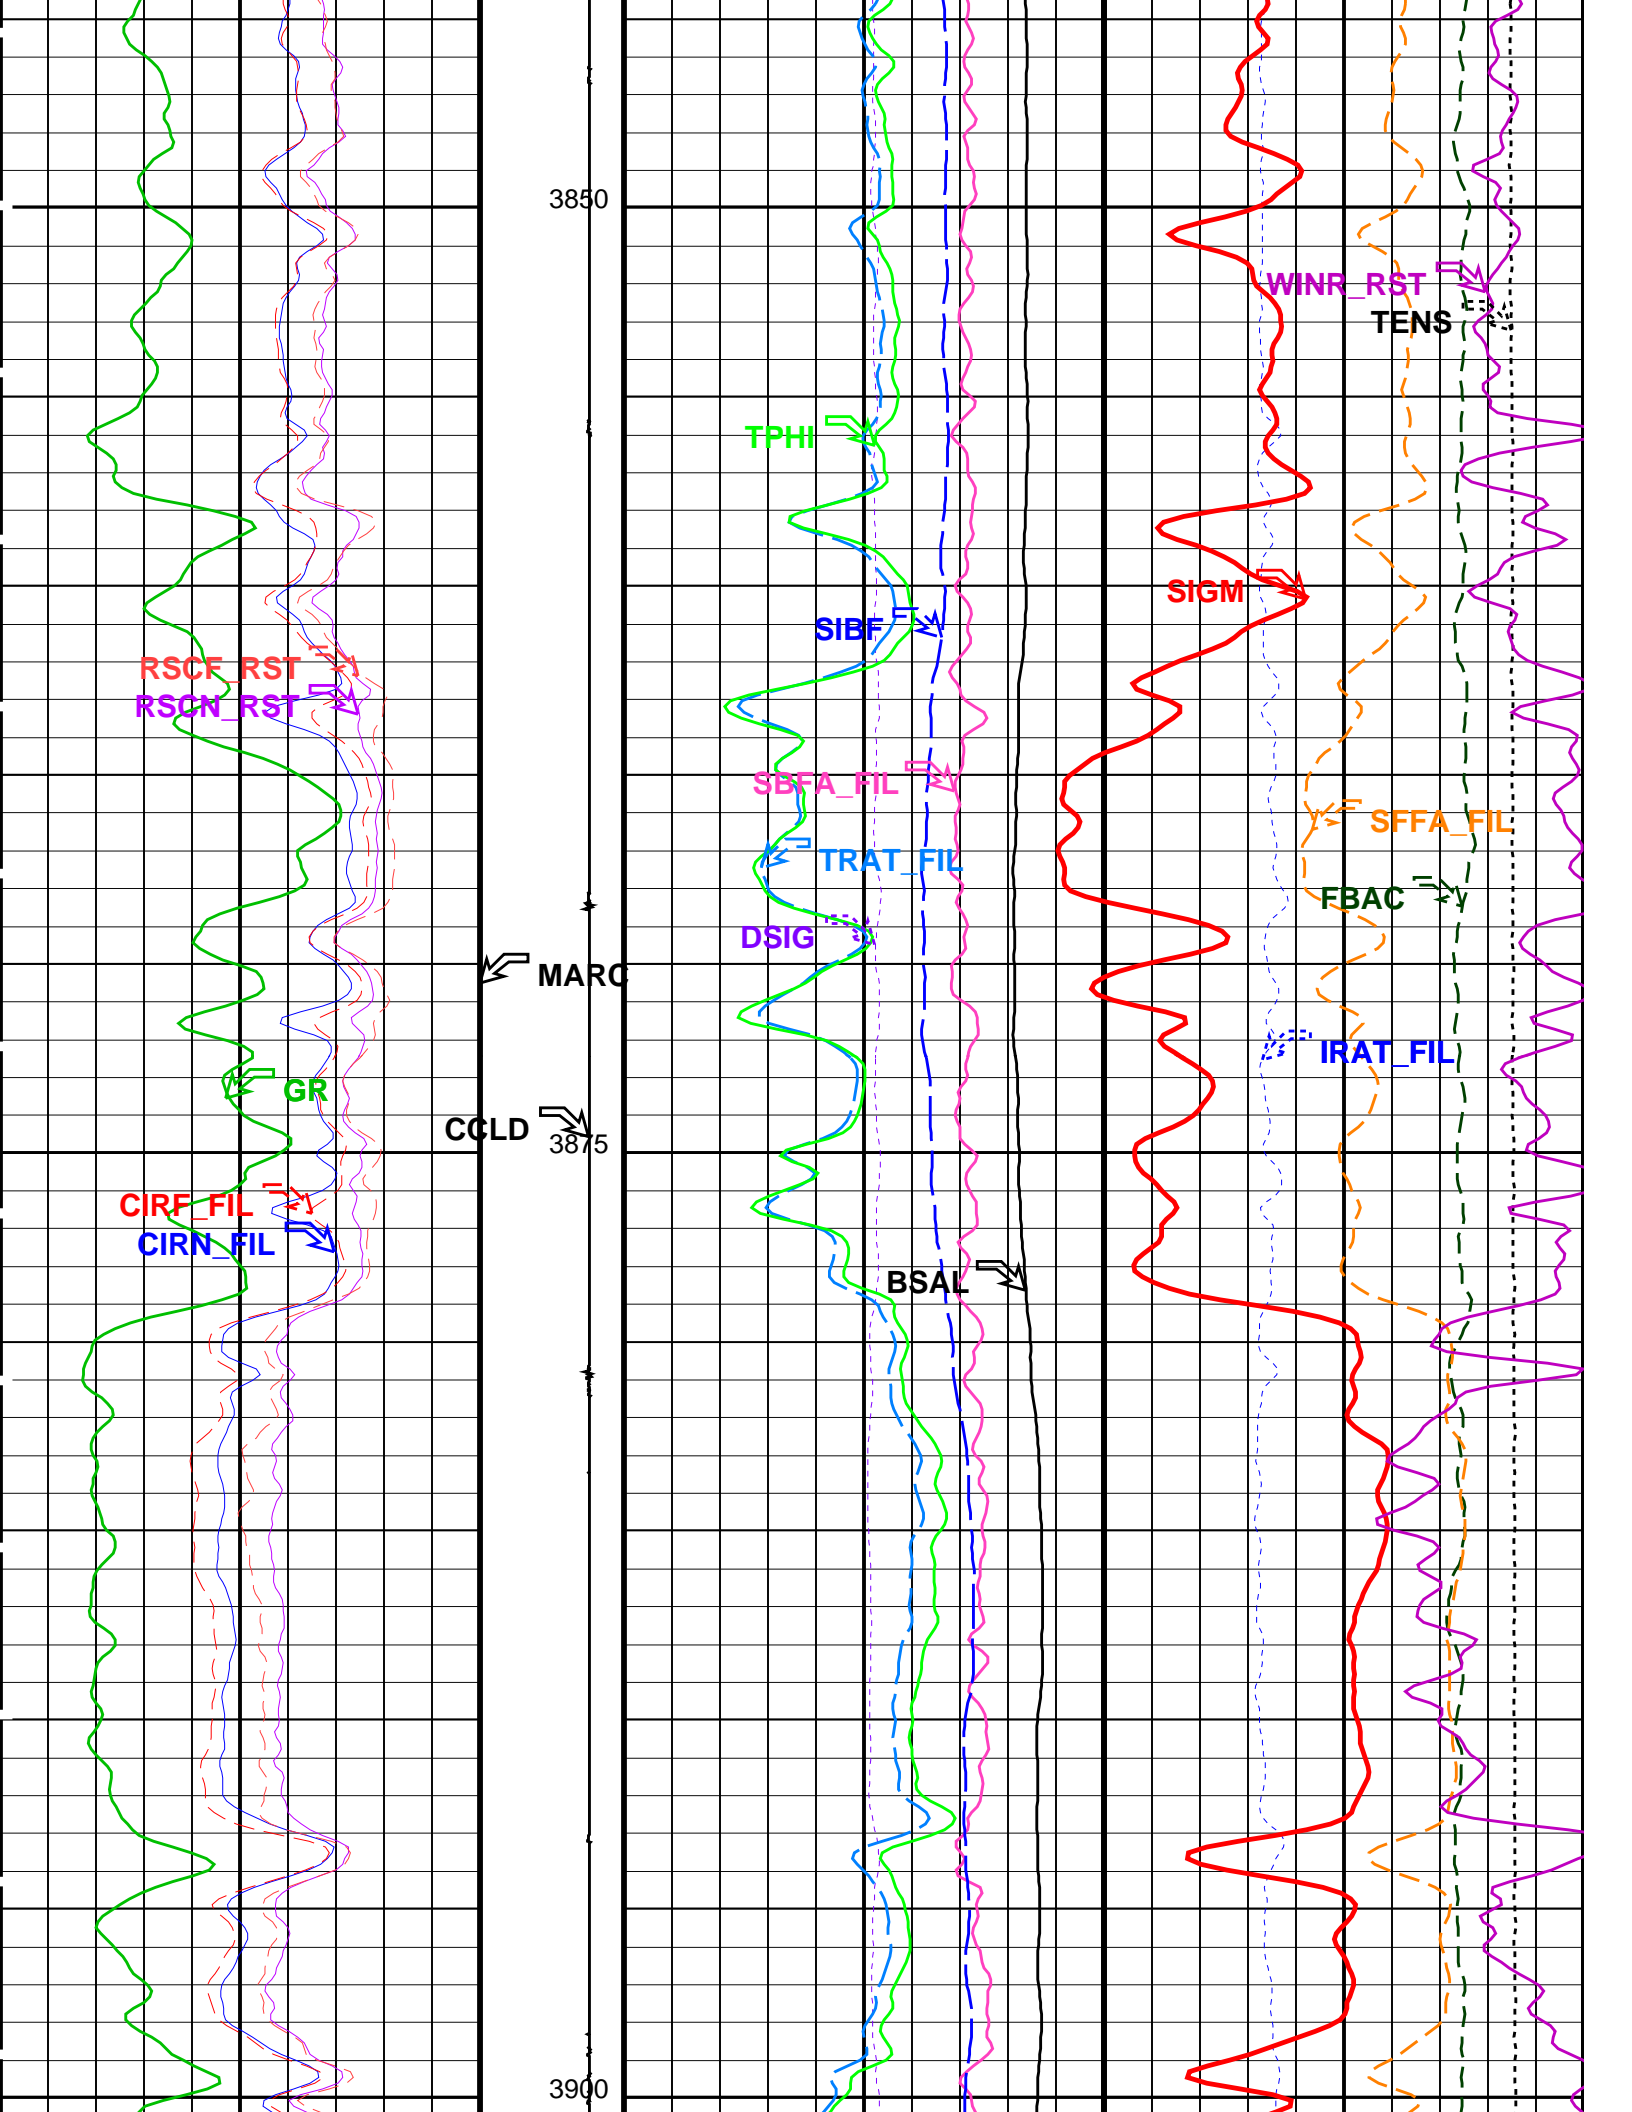 3850
WINR_RST
TENS
TPHI
SIGM
SIBF
RSCF_RST
RSCN_RST
SBFA_FIL
SFFA_FIL
TRAT_FIL
FBAC
DSIG
MARC
IRAT_FIL
GR
CCLD
3875
CIRF_FIL
CIRN_FIL
BSAL
3900